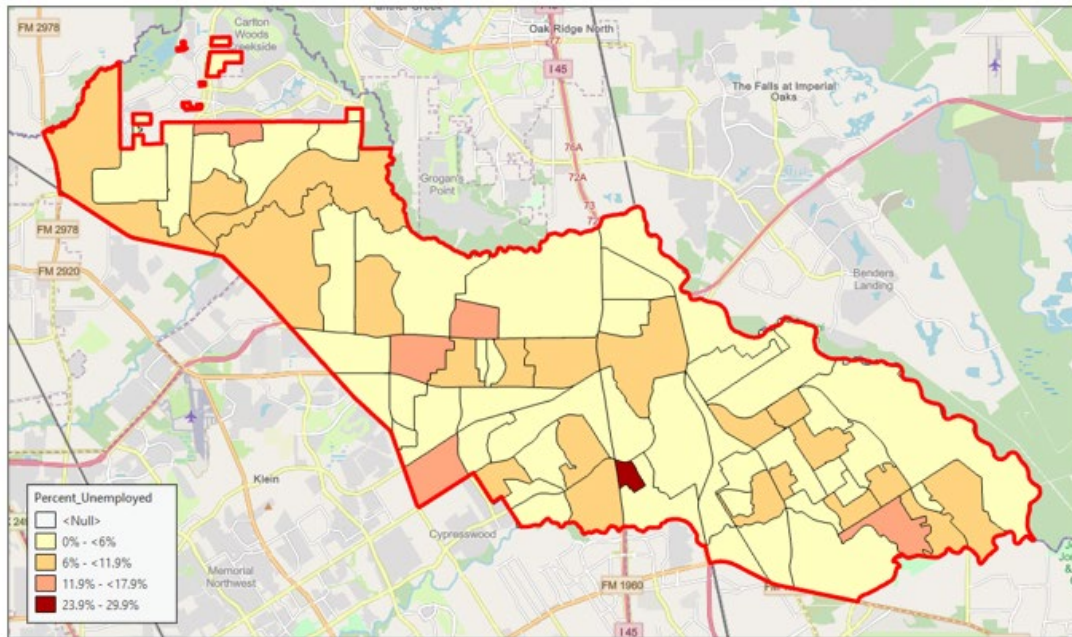 FM 2978
Carlton
Woods
Creekside
Panther Creek
Oak Ridge North
77
I 45
The Falls at Imperial
Oaks
76A
72A
Grogan's
Point
73
FM 2978
FM 2920
Benders
Landing
Klein
Cypresswood
Memorial
Northwest
FM 1960
I 45
Percent_Unemployed
<Null>
0% - <6%
6% - <11.9%
11.9% - <17.9%
23.9% - 29.9%